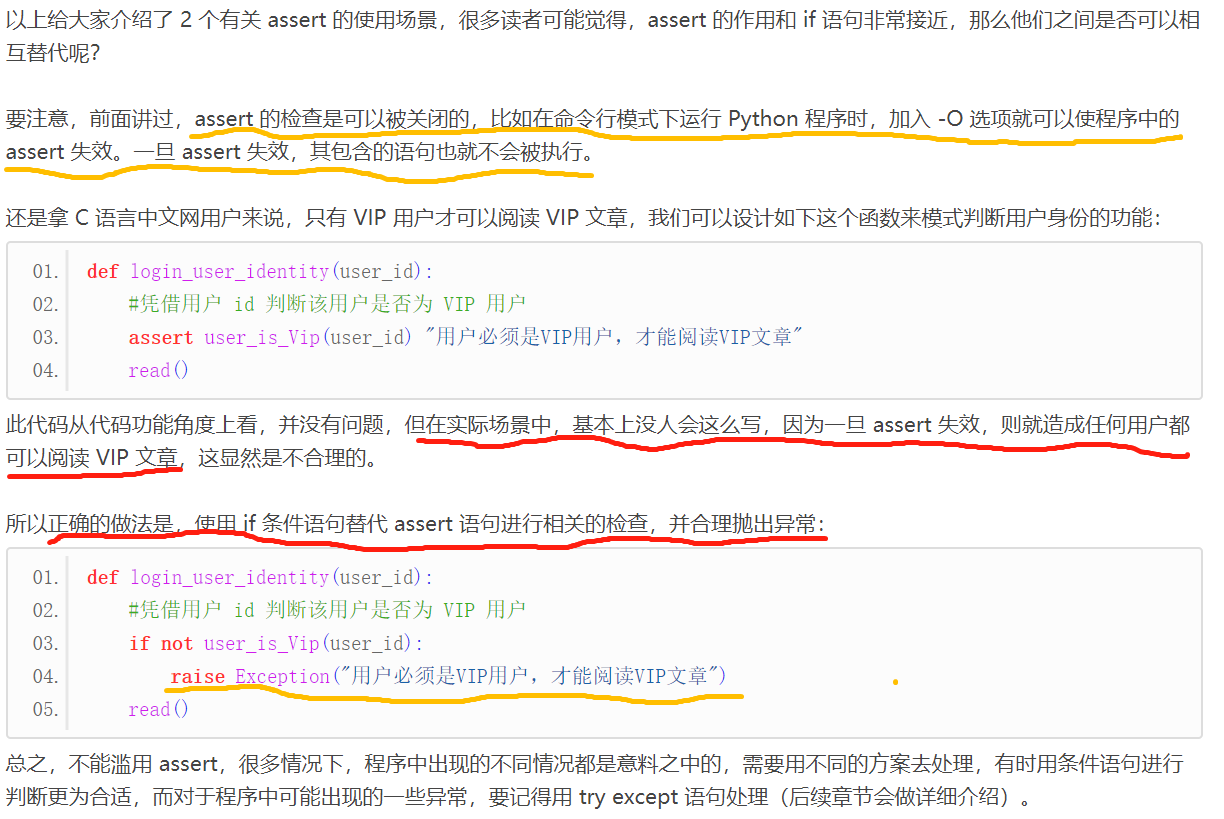 以上给大家介绍了 2 个有关 assert 的使用场景，很多读者可能觉得，assert 的作用和 if 语句非常接近，那么他们之间是否可以相
互替代呢？
要注意，前面讲过，assert 的检查是可以被关闭的，比如在命令行模式下运行 Python 程序时，加入 -O 选项就可以使程序中的
assert 失效。一旦 assert 失效，其包含的语句也就不会被执行。
还是拿 C 语言中文网用户来说，只有 VIP 用户才可以阅读 VIP 文章，我们可以设计如下这个函数来模式判断用户身份的功能：
01. def login_user_identity(user_id):
02. #凭借用户 id 判断该用户是否为 VIP 用户
03. assert user_is_Vip(user_id) "用户必须是VIP用户，才能阅读VIP文章"
04. read()
此代码从代码功能角度上看，并没有问题，但在实际场景中，基本上没人会这么写，因为一旦 assert 失效，则就造成任何用户都
可以阅读 VIP 文章，这显然是不合理的。
所以正确的做法是，使用 if 条件语句替代 assert 语句进行相关的检查，并合理抛出异常：
01. def login_user_identity(user_id):
02. #凭借用户 id 判断该用户是否为 VIP 用户
03. if not user_is_Vip(user_id):
04. raise Exception("用户必须是VIP用户，才能阅读VIP文章")
05. read()
总之，不能滥用 assert，很多情况下，程序中出现的不同情况都是意料之中的，需要用不同的方案去处理，有时用条件语句进行
判断更为合适，而对于程序中可能出现的一些异常，要记得用 try except 语句处理（后续章节会做详细介绍）。